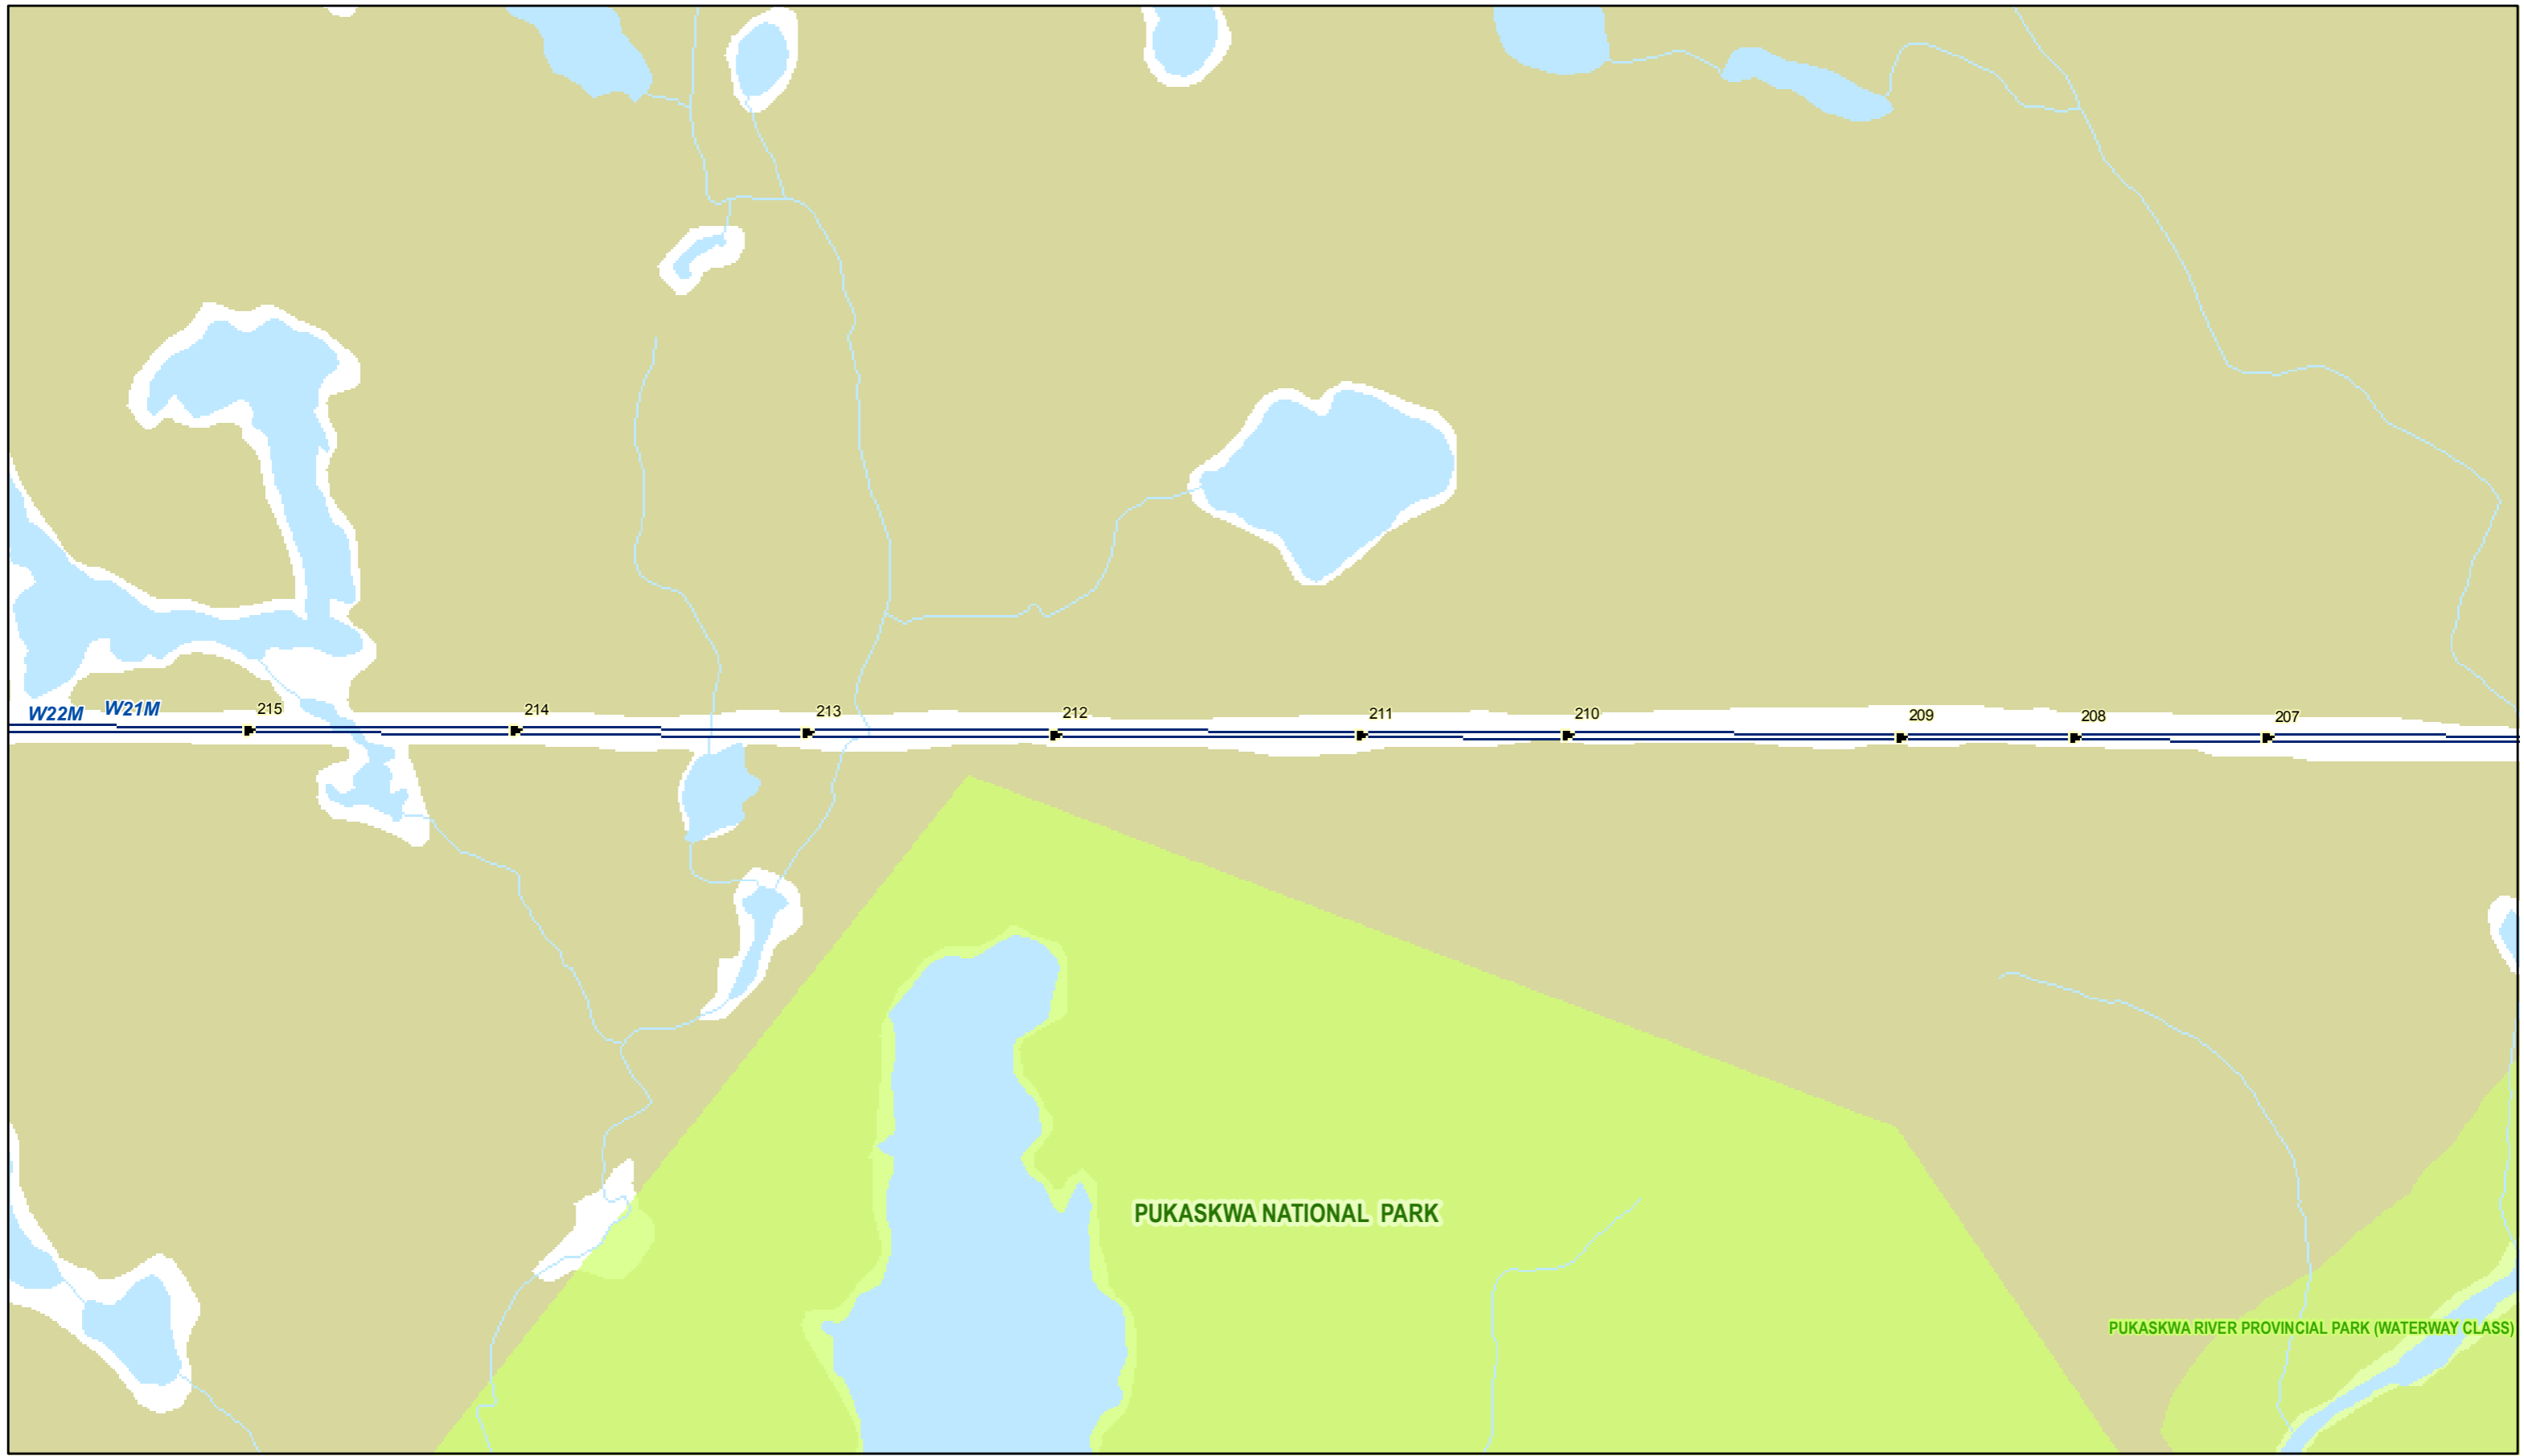 W22M
W21M
215
214
213
212
211
210
209
208
207
PUKASKWA NATIONAL PARK
PUKASKWA RIVER PROVINCIAL PARK (WATERWAY CLASS)